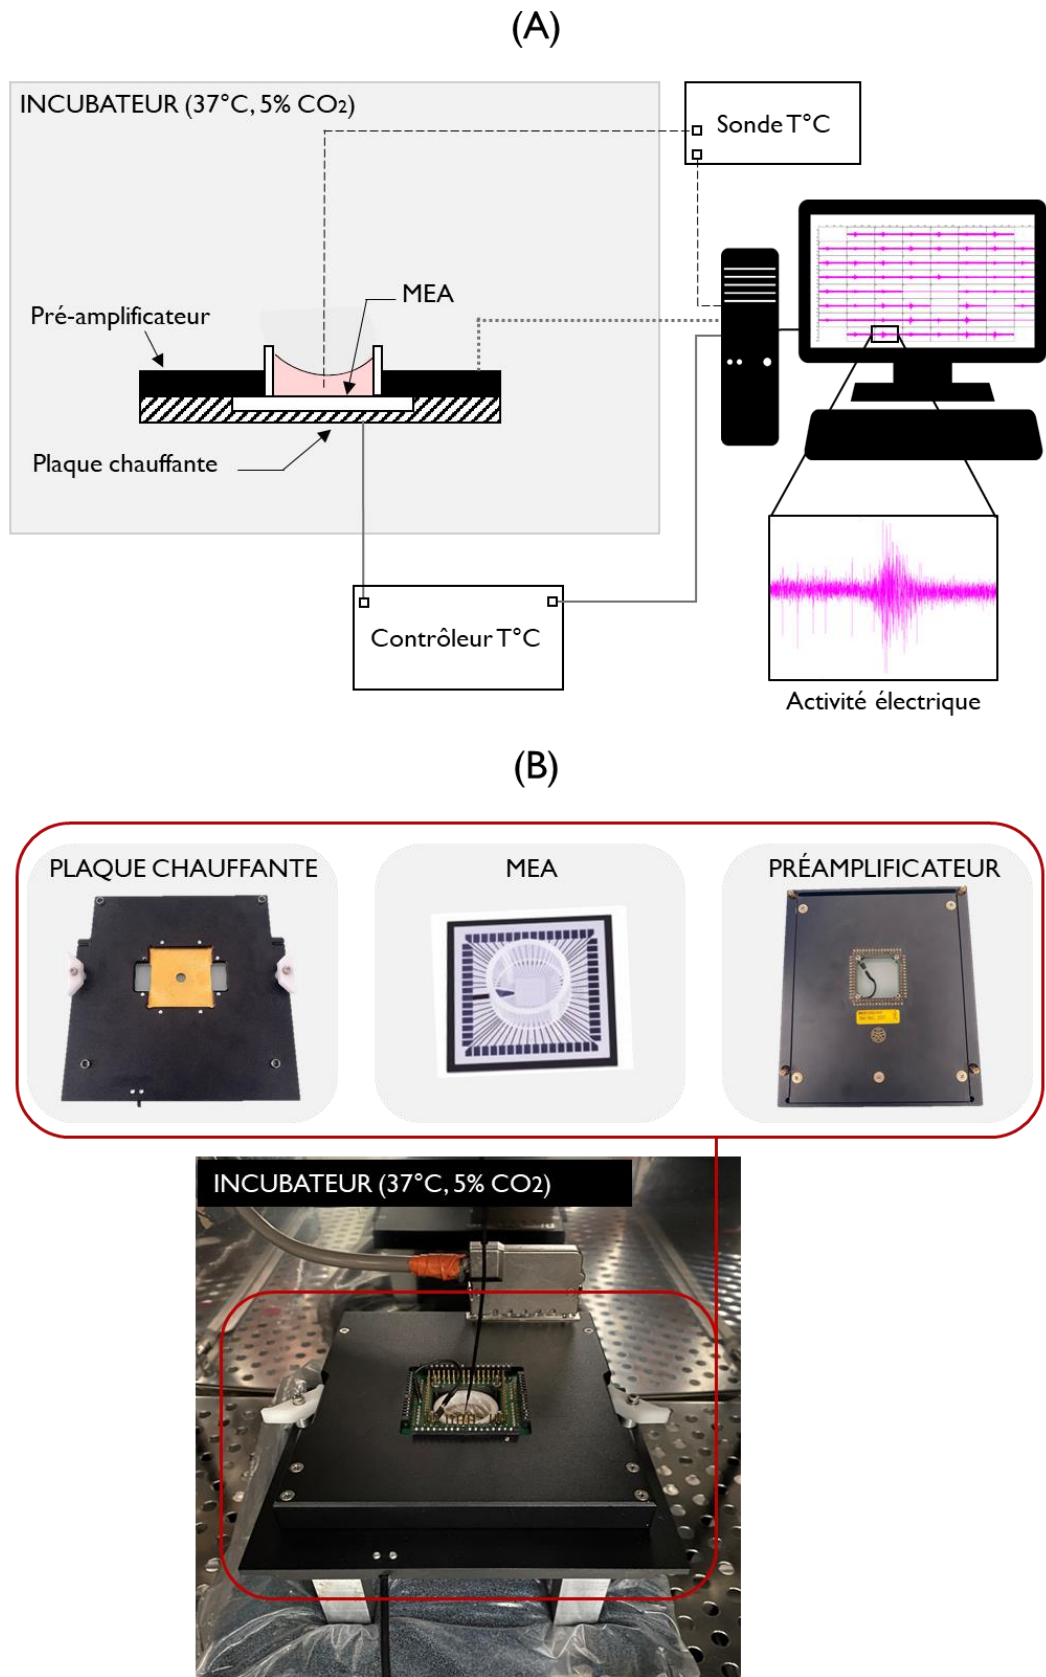 (A)
INCUBATEUR (37°C, 5% CO2)
Sonde T°C
MEA
Pré-amplificateur
Plaque chauffante
Contrôleur T°C
Activité électrique
(B)
PLAQUE CHAUFFANTE
MEA
PRÉAMPLIFICATEUR
INCUBATEUR (37°C, 5% CO2)